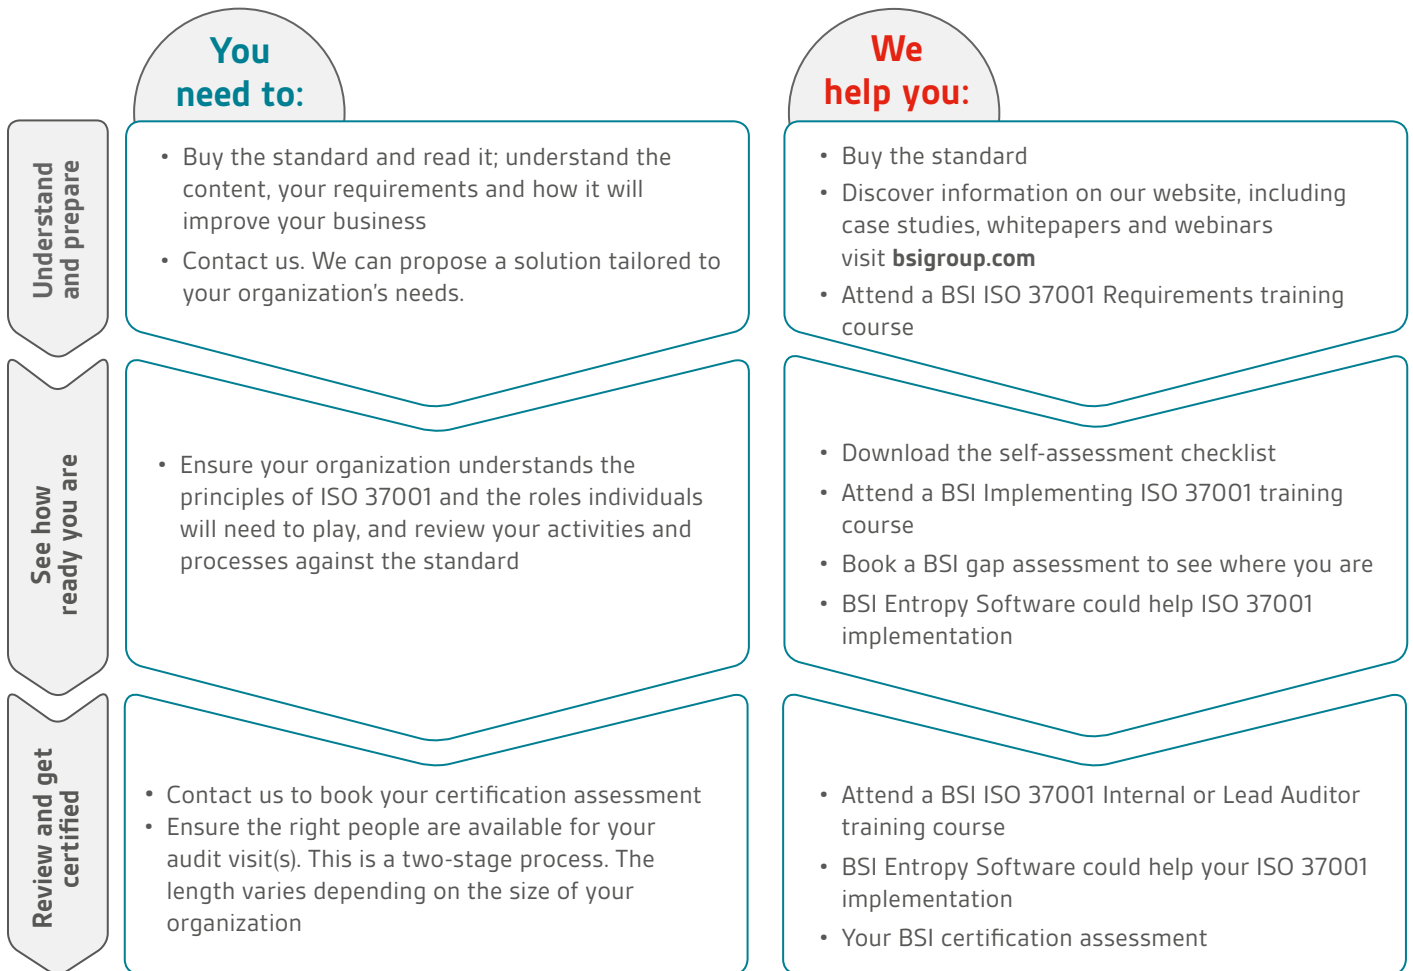 You
need to:
We
help you:
Understand
and prepare
• Buy the standard and read it; understand the
content, your requirements and how it will
improve your business
• Contact us. We can propose a solution tailored to
your organization's needs.
• Buy the standard
• Discover information on our website, including
case studies, whitepapers and webinars
visit bsigroup.com
• Attend a BSI ISO 37001 Requirements training
course
See how
ready you are
• Ensure your organization understands the
principles of ISO 37001 and the roles individuals
will need to play, and review your activities and
processes against the standard
• Download the self-assessment checklist
• Attend a BSI Implementing ISO 37001 training
course
• Book a BSI gap assessment to see where you are
• BSI Entropy Software could help ISO 37001
implementation
Review and get
certified
• Contact us to book your certification assessment
• Ensure the right people are available for your
audit visit(s). This is a two-stage process. The
length varies depending on the size of your
organization
• Attend a BSI ISO 37001 Internal or Lead Auditor
training course
• BSI Entropy Software could help your ISO 37001
implementation
• Your BSI certification assessment